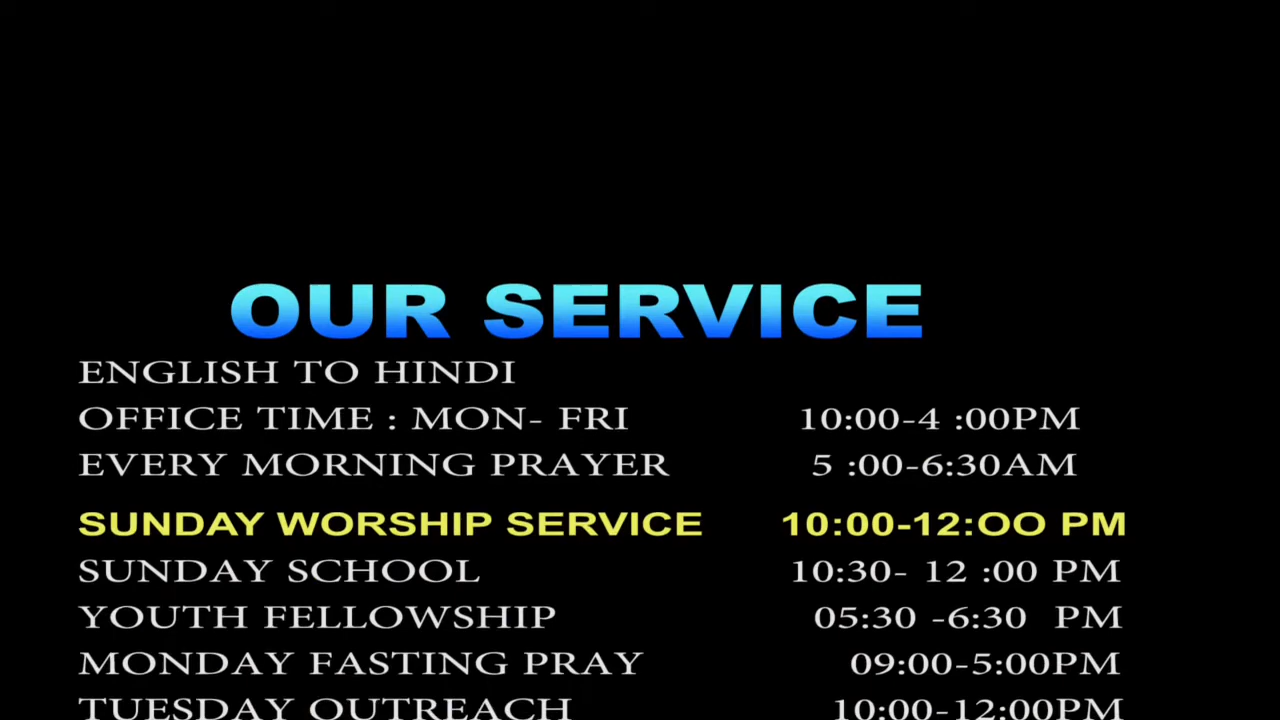 OUR SERVICE
ENGLISH TO HINDI
OFFICE TIME : MON- FRI 10:00-4 :00PM
EVERY MORNING PRAYER 5 :00-6:30AM
SUNDAY WORSHIP SERVICE 10:00-12:OO PM
SUNDAY SCHOOL 10:30- 12 :00 PM
YOUTH FELLOWSHIP 05:30 -6:30 PM
MONDAY FASTING PRAY 09:00-5:00PM
TUESDAY OUTREACH 10:00-12:00PM